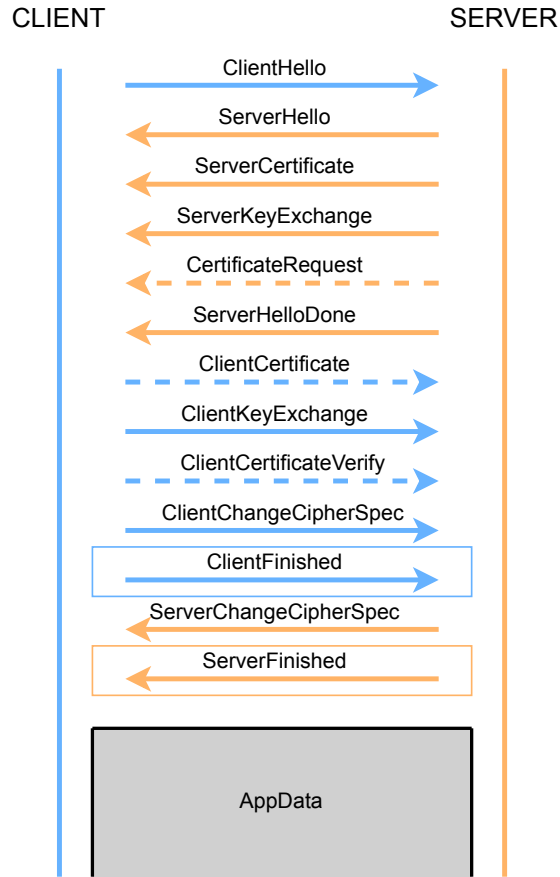 CLIENT
SERVER
ClientHello
ServerHello
ServerCertificate
ServerKeyExchange
CertificateRequest
ServerHelloDone
ClientCertificate
ClientKeyExchange
ClientCertificateVerify
ClientChangeCipherSpec
ClientFinished
ServerChangeCipherSpec
ServerFinished
AppData